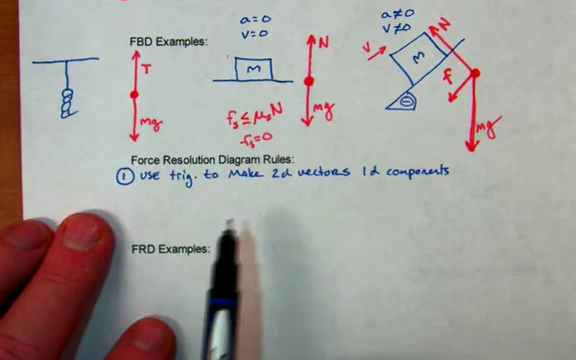 a=0
v=0
FBD Examples:
T
mg
M
N
mg
fs≤μsN
fs=0
a≠0
v≠0
v
M
θ
N
f
mg
Force Resolution Diagram Rules:
① USE trig. to Make 2d vectors 1d components
FRD Examples: